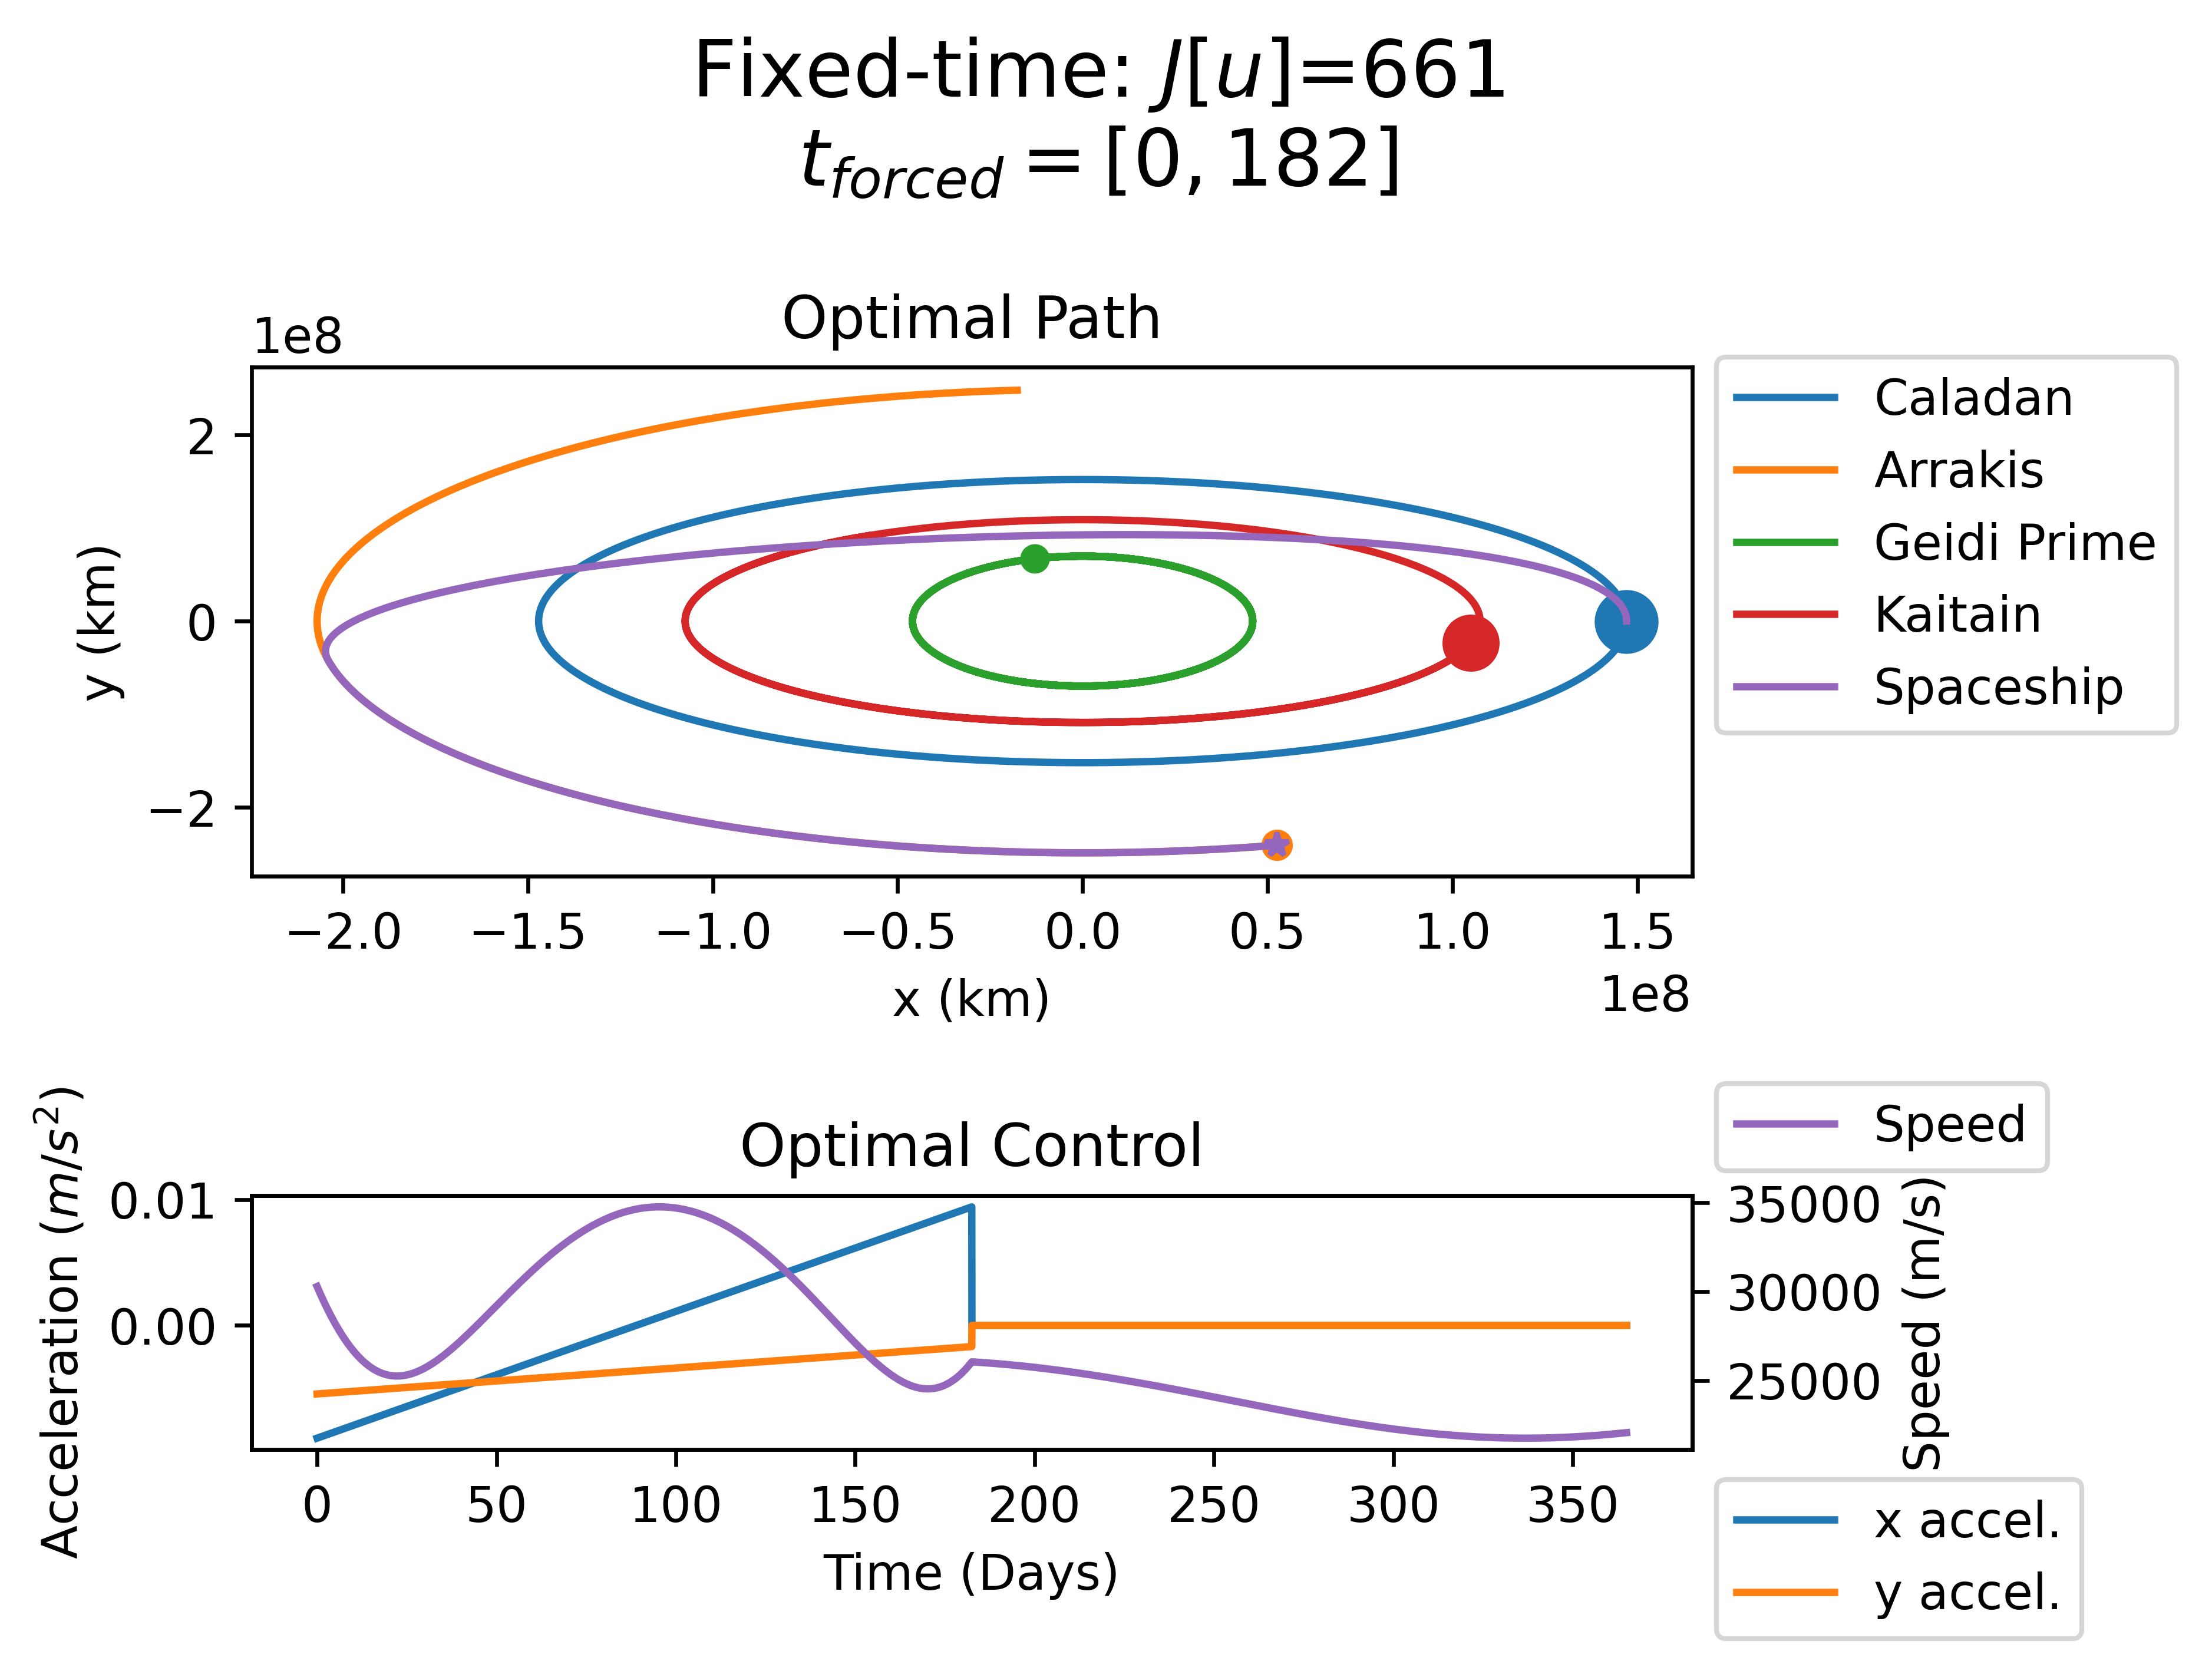 Fixed-time: J[u]=661
t_forced = [0, 182]
Optimal Path
1e8
2
0
−2
y (km)
−2.0 −1.5 −1.0 −0.5 0.0 0.5 1.0 1.5
1e8
x (km)
Caladan
Arrakis
Geidi Prime
Kaitain
Spaceship
Optimal Control
Acceleration (m/s²)
0.01
0.00
0 50 100 150 200 250 300 350
Time (Days)
Speed
35000
30000
25000
Speed (m/s)
x accel.
y accel.